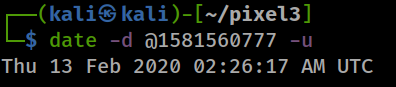 ┌──(kali㉿kali)-[~/pixel3]
└─$ date -d @1581560777 -u
Thu 13 Feb 2020 02:26:17 AM UTC